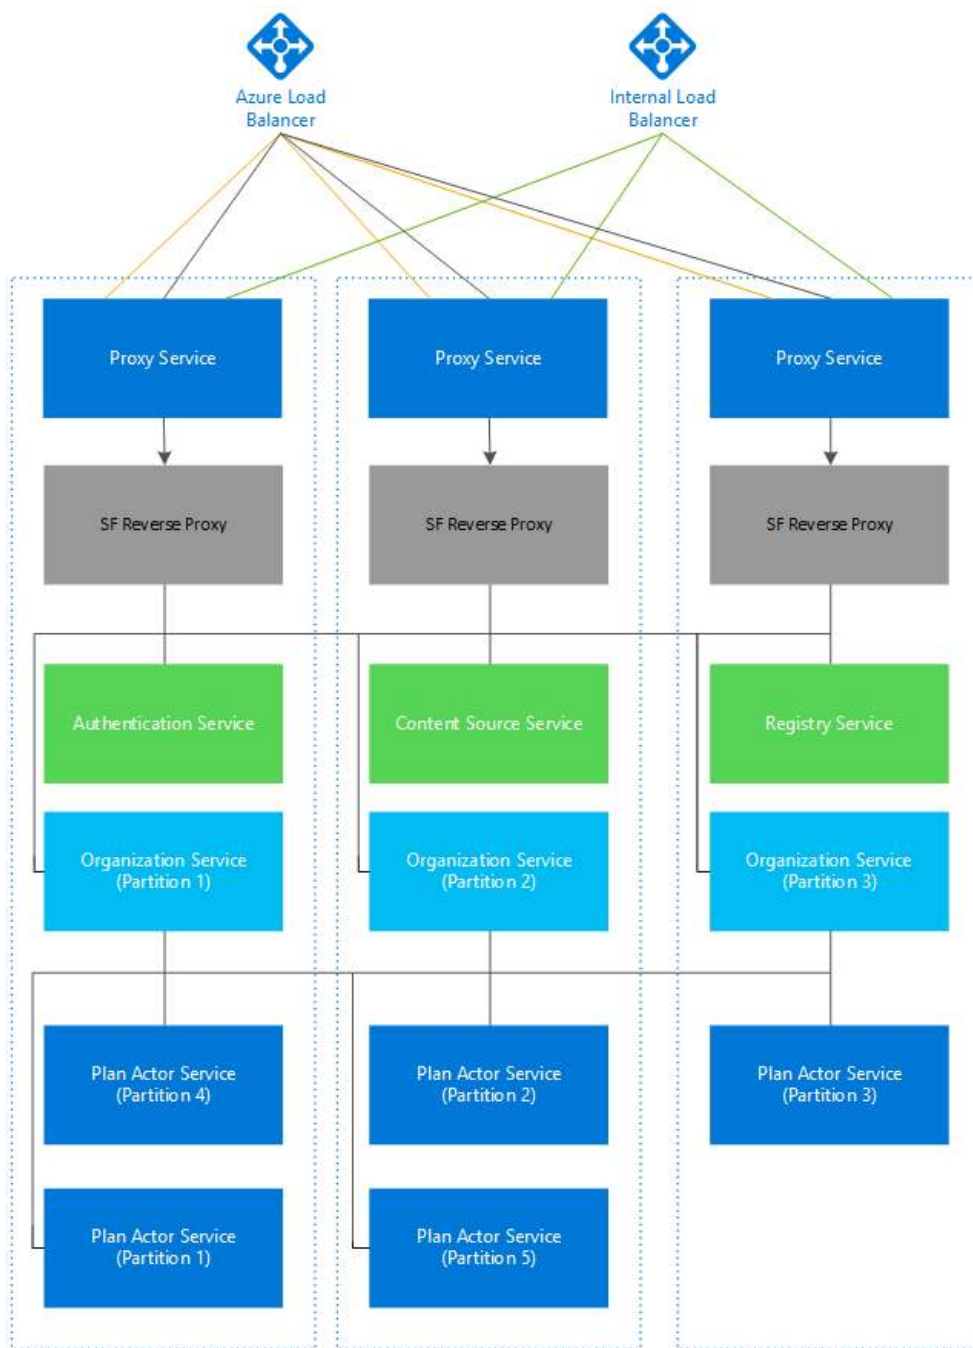 Azure Load
Balancer
Internal Load
Balancer
Proxy Service
Proxy Service
Proxy Service
SF Reverse Proxy
SF Reverse Proxy
SF Reverse Proxy
Authentication Service
Content Source Service
Registry Service
Organization Service
(Partition 1)
Organization Service
(Partition 2)
Organization Service
(Partition 3)
Plan Actor Service
(Partition 4)
Plan Actor Service
(Partition 2)
Plan Actor Service
(Partition 3)
Plan Actor Service
(Partition 1)
Plan Actor Service
(Partition 5)